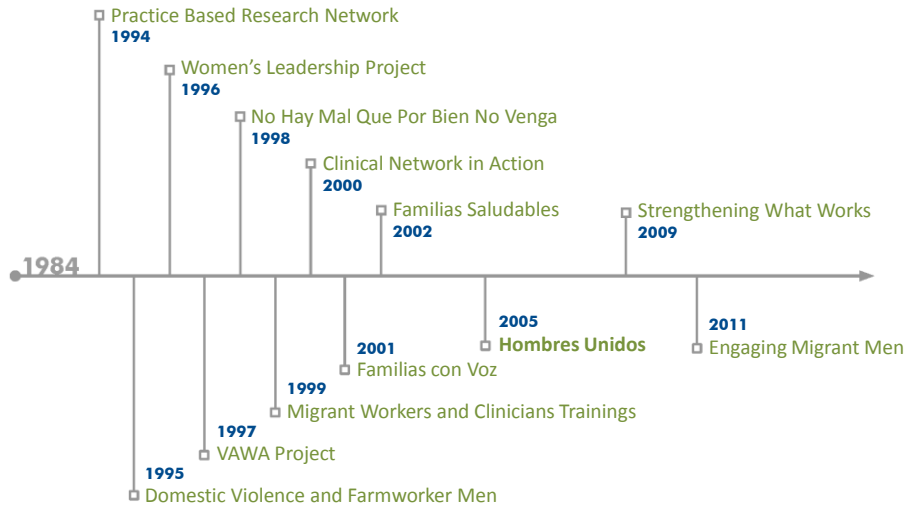 Practice Based Research Network
1994
Women's Leadership Project
1996
No Hay Mal Que Por Bien No Venga
1998
Clinical Network in Action
2000
Familias Saludables
2002
Strengthening What Works
2009
1984
2005
Hombres Unidos
2011
Engaging Migrant Men
2001
Familias con Voz
1999
Migrant Workers and Clinicians Trainings
1997
VAWA Project
1995
Domestic Violence and Farmworker Men